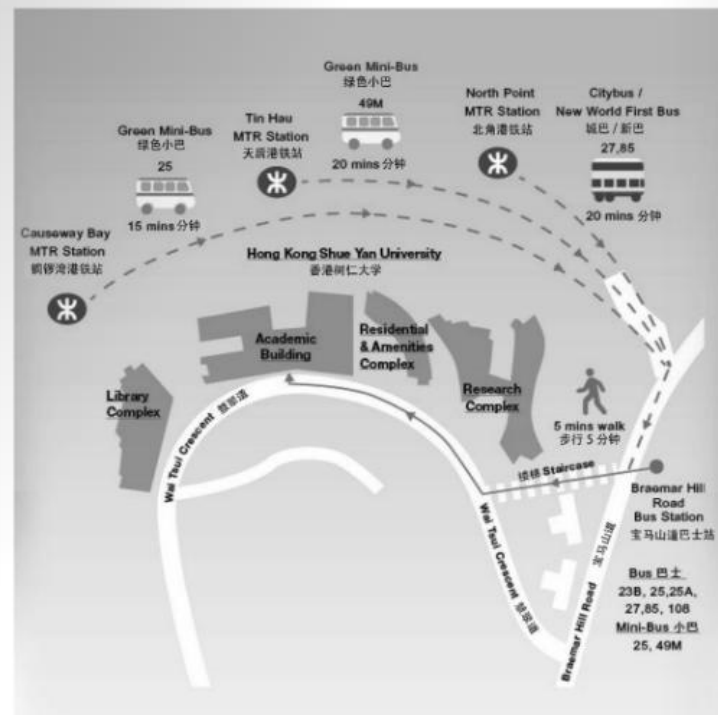 Green Mini-Bus
绿色小巴
49M
20 mins 分钟
North Point
MTR Station
北角港铁站
Citybus /
New World First Bus
城巴 / 新巴
27,85
20 mins 分钟
Tin Hau
MTR Station
天后港铁站
Green Mini-Bus
绿色小巴
25
15 mins 分钟
Causeway Bay
MTR Station
铜锣湾港铁站
Hong Kong Shue Yan University
香港树仁大学
Academic
Building
Residential
& Amenities
Complex
Research
Complex
Library
Complex
5 mins walk
步行 5 分钟
楼梯 Staircase
Wai Tsui Crescent 慧翠道
Wai Tsui Crescent 慧翠道
Braemar Hill Road 宝马山道
Braemar Hill
Road
Bus Station
宝马山道巴士站
Bus 巴士
23B, 25,25A,
27,85, 108
Mini-Bus 小巴
25, 49M